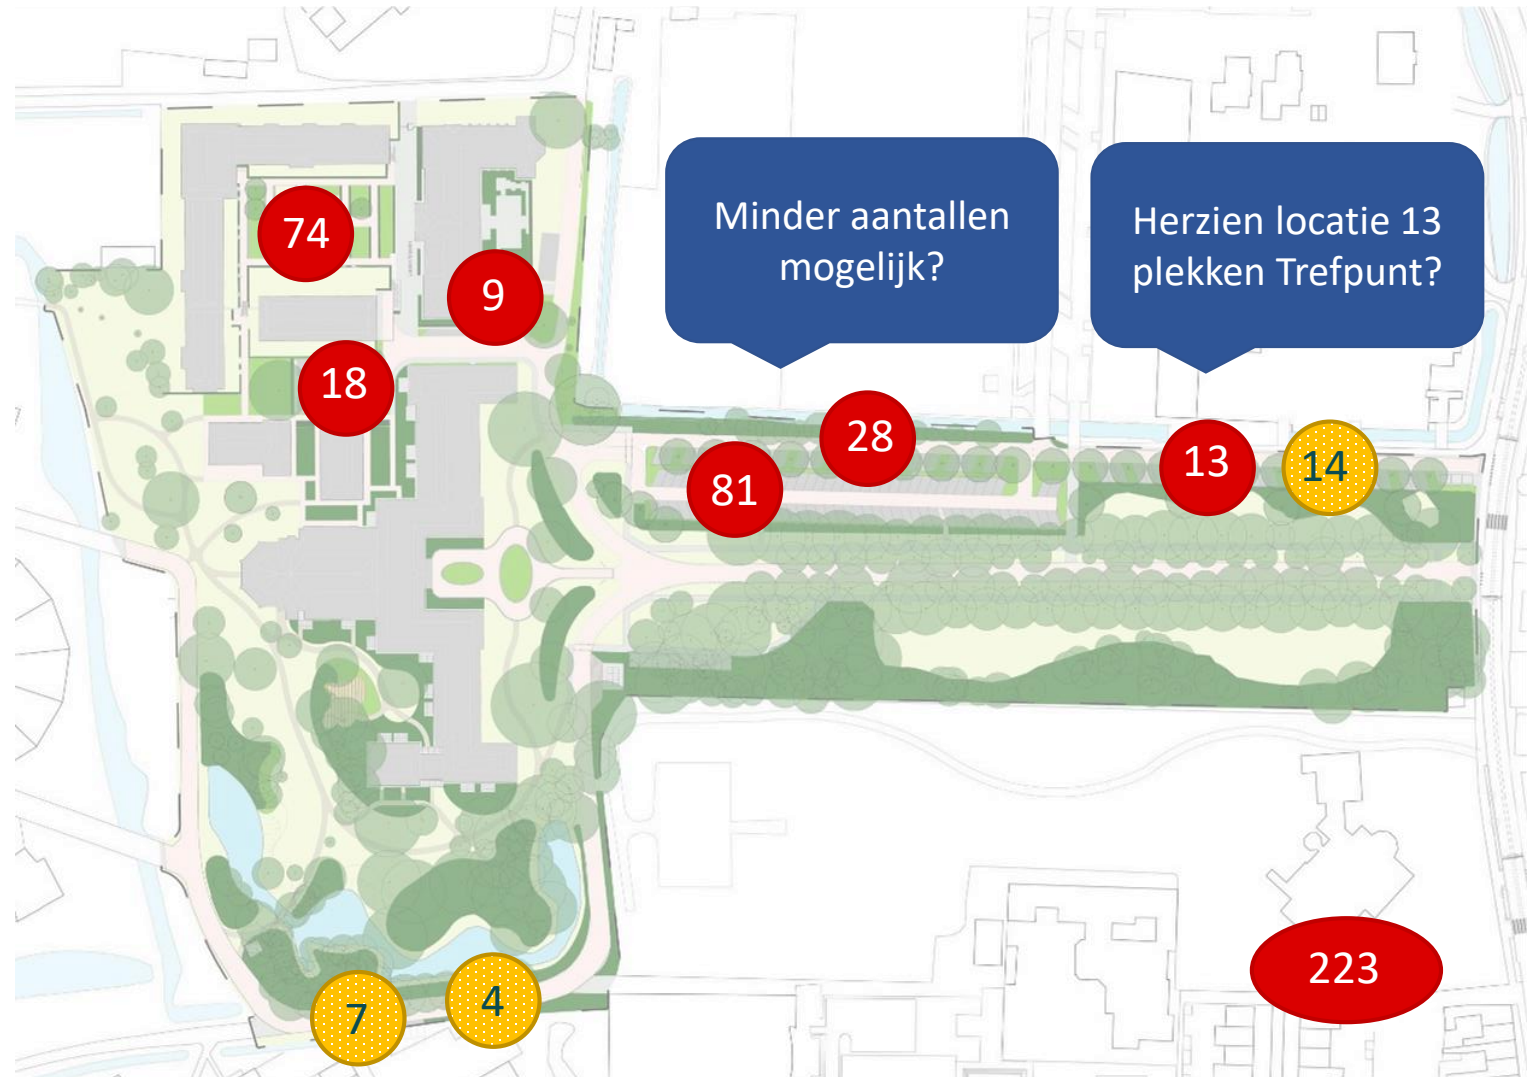 Minder aantallen
mogelijk?
Herzien locatie 13
plekken Trefpunt?
74
9
18
28
81
13
14
223
7
4